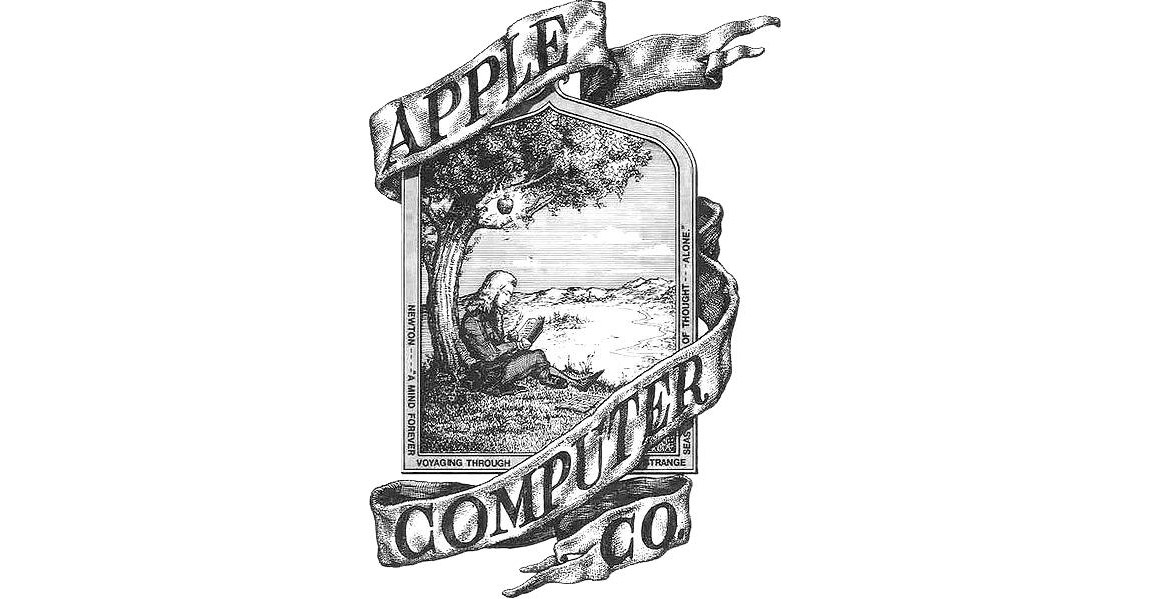 APPLE
COMPUTER
CO.
NEWTON - - - "A MIND FOREVER
VOYAGING THROUGH
STRANGE
SEAS OF THOUGHT - - - ALONE."